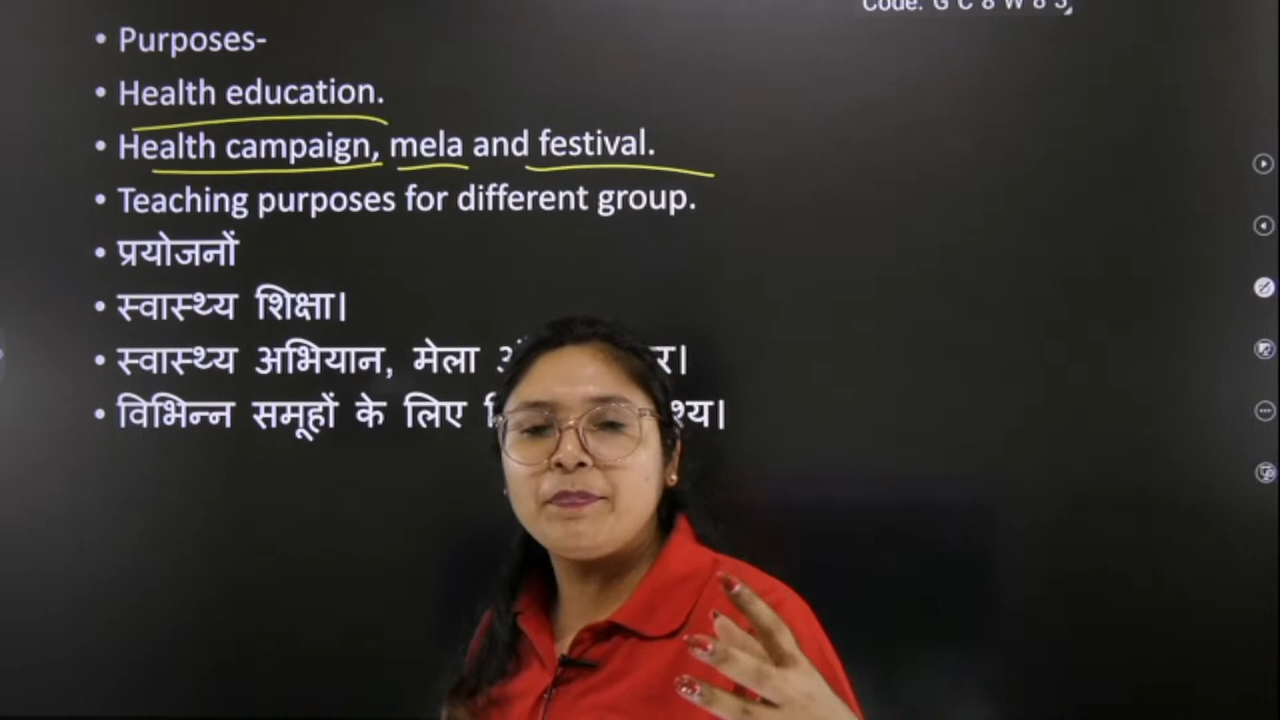 Code: G C 8 W 8 5
• Purposes-
• Health education.
• Health campaign, mela and festival.
• Teaching purposes for different group.
• प्रयोजनों
• स्वास्थ्य शिक्षा।
• स्वास्थ्य अभियान, मेला
• विभिन्न समूहों के लिए